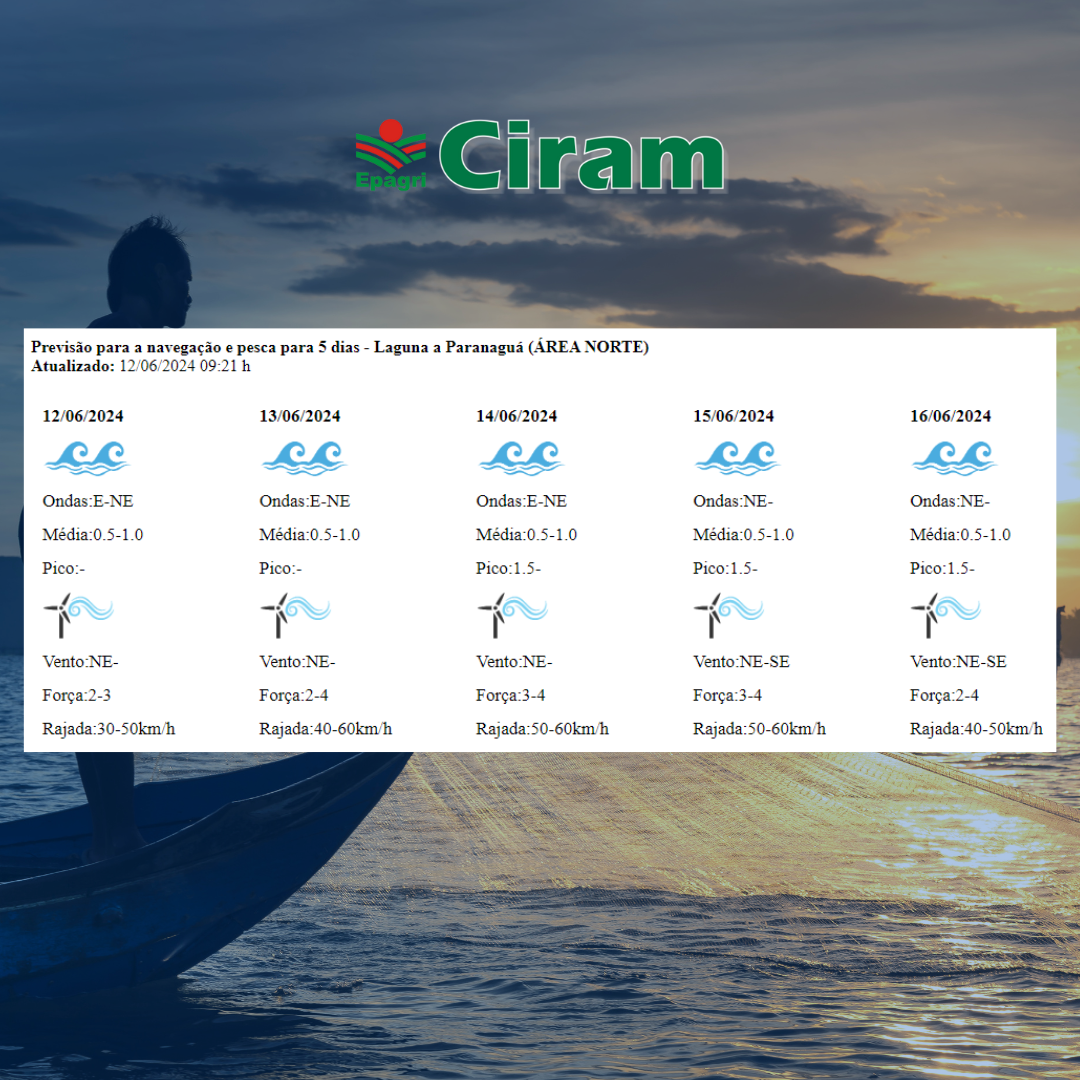 Epagri
Ciram
Previsão para a navegação e pesca para 5 dias - Laguna a Paranaguá (ÁREA NORTE)
Atualizado: 12/06/2024 09:21 h
12/06/2024 13/06/2024 14/06/2024 15/06/2024 16/06/2024
Ondas:E-NE Ondas:E-NE Ondas:E-NE Ondas:NE- Ondas:NE-
Média:0.5-1.0 Média:0.5-1.0 Média:0.5-1.0 Média:0.5-1.0 Média:0.5-1.0
Pico:- Pico:- Pico:1.5- Pico:1.5- Pico:1.5-
Vento:NE- Vento:NE- Vento:NE- Vento:NE-SE Vento:NE-SE
Força:2-3 Força:2-4 Força:3-4 Força:3-4 Força:2-4
Rajada:30-50km/h Rajada:40-60km/h Rajada:50-60km/h Rajada:50-60km/h Rajada:40-50km/h